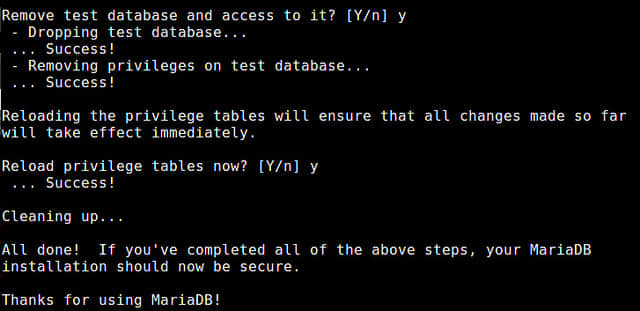 Remove test database and access to it? [Y/n] y
 - Dropping test database...
 ... Success!
 - Removing privileges on test database...
 ... Success!
Reloading the privilege tables will ensure that all changes made so far
will take effect immediately.
Reload privilege tables now? [Y/n] y
 ... Success!
Cleaning up...
All done!  If you've completed all of the above steps, your MariaDB
installation should now be secure.
Thanks for using MariaDB!